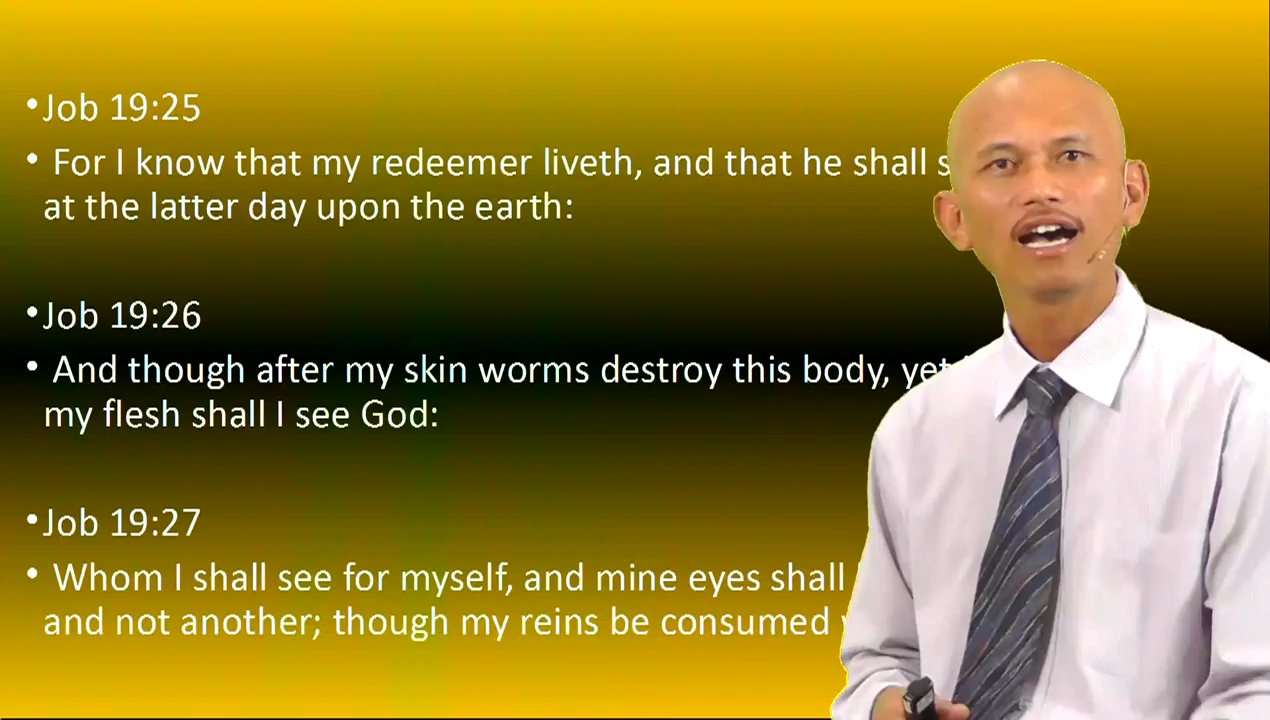 •Job 19:25
• For I know that my redeemer liveth, and that he shall
at the latter day upon the earth:
•Job 19:26
• And though after my skin worms destroy this body, yet
my flesh shall I see God:
•Job 19:27
• Whom I shall see for myself, and mine eyes shall
and not another; though my reins be consumed